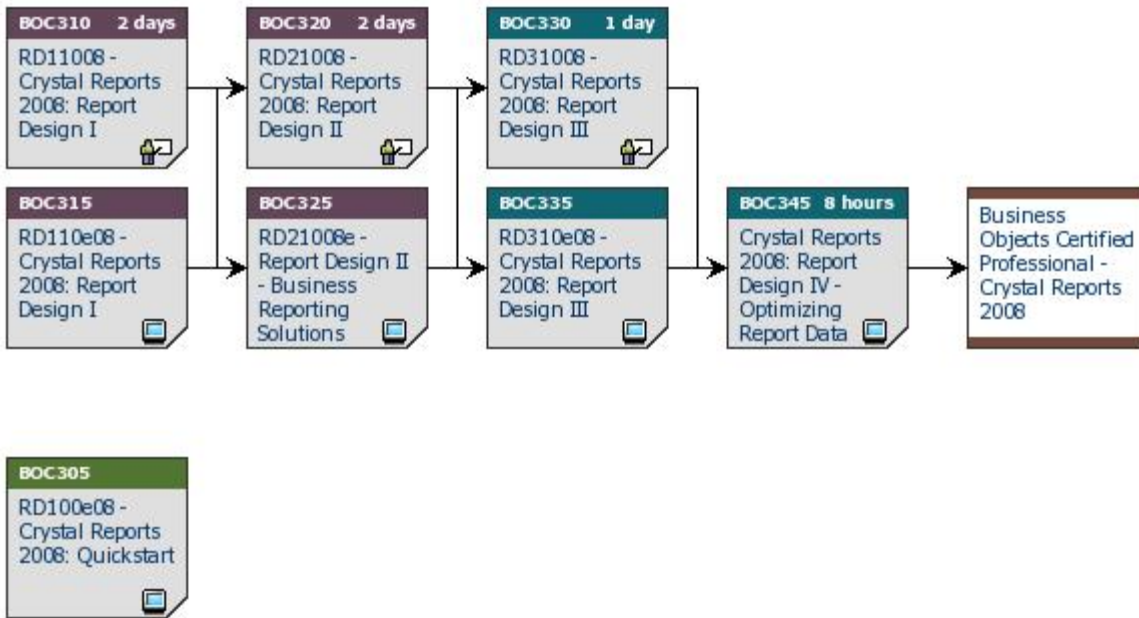 BOC310 2 days
RD11008 -
Crystal Reports
2008: Report
Design I
BOC320 2 days
RD21008 -
Crystal Reports
2008: Report
Design II
BOC330 1 day
RD31008 -
Crystal Reports
2008: Report
Design III
BOC315
RD110e08 -
Crystal Reports
2008: Report
Design I
BOC325
RD21008e -
Report Design II
- Business
Reporting
Solutions
BOC335
RD310e08 -
Crystal Reports
2008: Report
Design III
BOC345 8 hours
Crystal Reports
2008: Report
Design IV -
Optimizing
Report Data
Business
Objects Certified
Professional -
Crystal Reports
2008
BOC305
RD100e08 -
Crystal Reports
2008: Quickstart